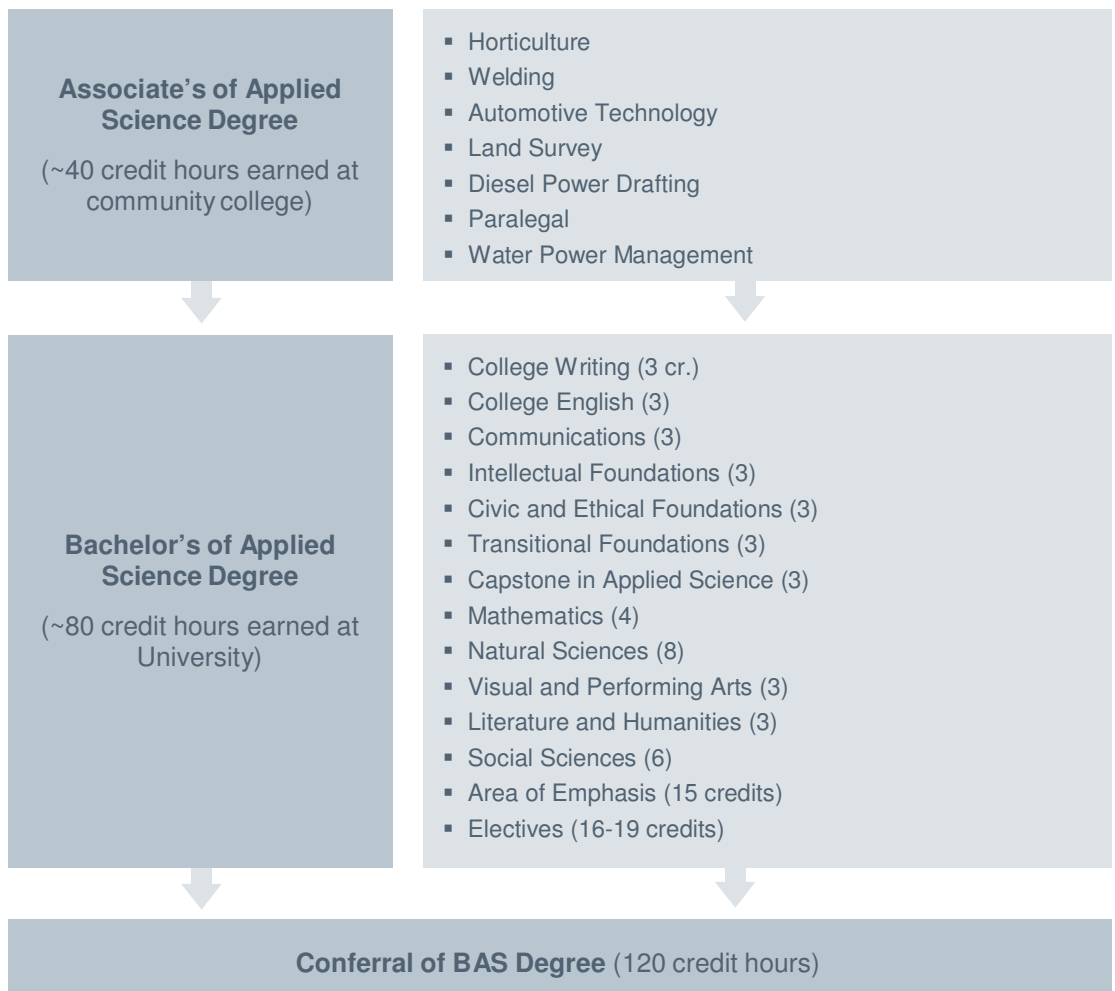 Associate’s of Applied
Science Degree
(~40 credit hours earned at
community college)
▪ Horticulture
▪ Welding
▪ Automotive Technology
▪ Land Survey
▪ Diesel Power Drafting
▪ Paralegal
▪ Water Power Management
Bachelor’s of Applied
Science Degree
(~80 credit hours earned at
University)
▪ College Writing (3 cr.)
▪ College English (3)
▪ Communications (3)
▪ Intellectual Foundations (3)
▪ Civic and Ethical Foundations (3)
▪ Transitional Foundations (3)
▪ Capstone in Applied Science (3)
▪ Mathematics (4)
▪ Natural Sciences (8)
▪ Visual and Performing Arts (3)
▪ Literature and Humanities (3)
▪ Social Sciences (6)
▪ Area of Emphasis (15 credits)
▪ Electives (16-19 credits)
Conferral of BAS Degree (120 credit hours)